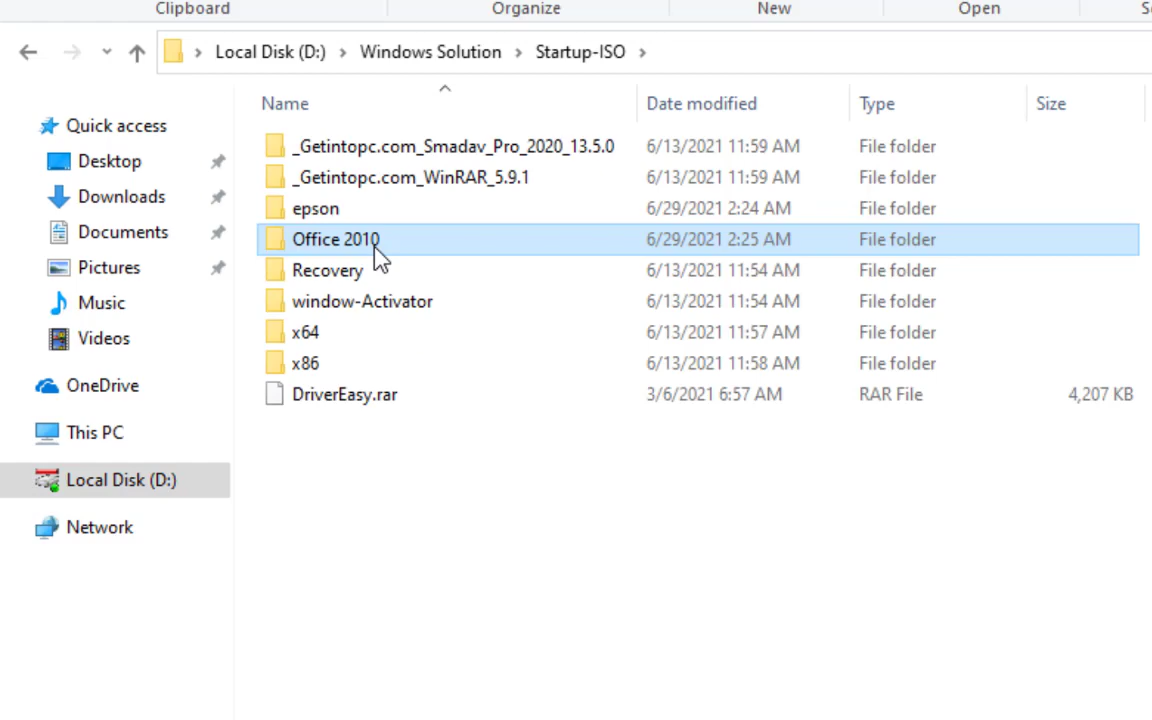 Clipboard Organize New Open S
Local Disk (D:) Windows Solution Startup-ISO
Name Date modified Type Size
Quick access
Desktop
Downloads
Documents
Pictures
Music
Videos
OneDrive
This PC
Local Disk (D:)
Network
_Getintopc.com_Smadav_Pro_2020_13.5.0 6/13/2021 11:59 AM File folder
_Getintopc.com_WinRAR_5.9.1 6/13/2021 11:59 AM File folder
epson 6/29/2021 2:24 AM File folder
Office 2010 6/29/2021 2:25 AM File folder
Recovery 6/13/2021 11:54 AM File folder
window-Activator 6/13/2021 11:54 AM File folder
x64 6/13/2021 11:57 AM File folder
x86 6/13/2021 11:58 AM File folder
DriverEasy.rar 3/6/2021 6:57 AM RAR File 4,207 KB